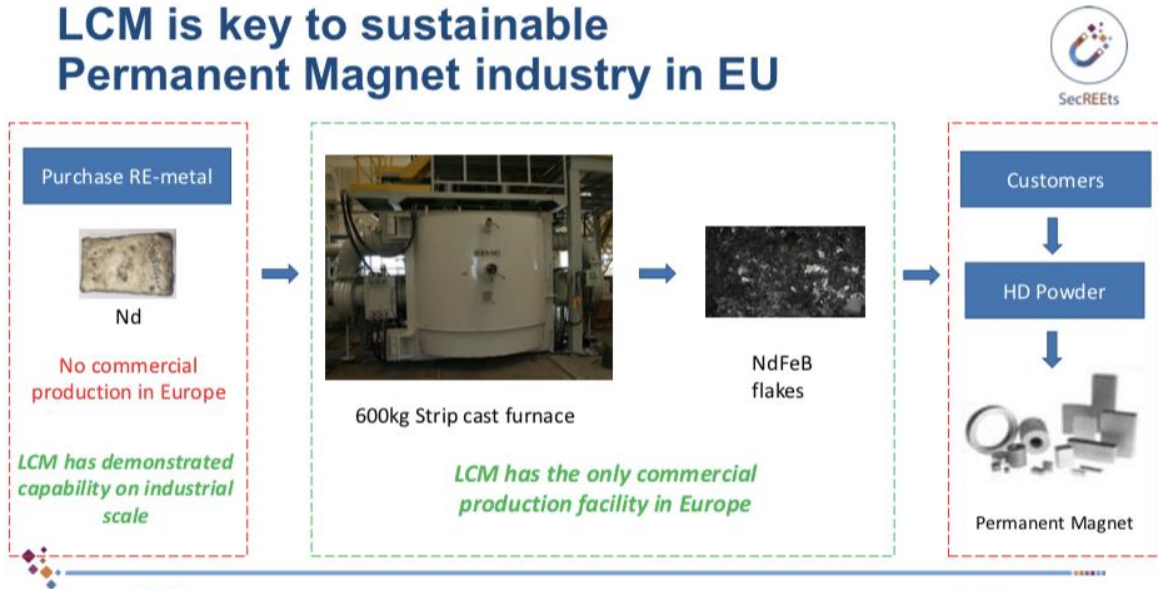 LCM is key to sustainable
Permanent Magnet industry in EU
SecREEts
Purchase RE-metal
Nd
No commercial
production in Europe
LCM has demonstrated
capability on industrial
scale
600kg Strip cast furnace
NdFeB
flakes
LCM has the only commercial
production facility in Europe
Customers
HD Powder
Permanent Magnet